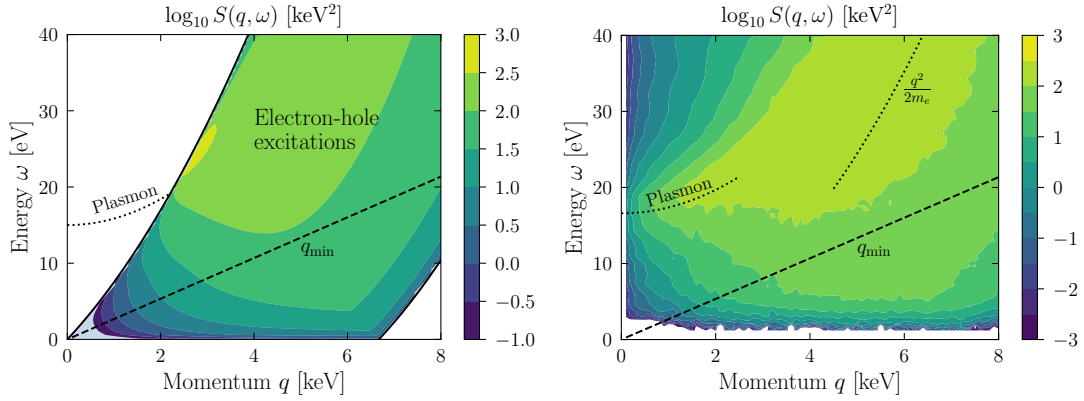 log₁₀ S(q, ω) [keV²]
40
30
20
10
0
Energy ω [eV]
Electron-hole
excitations
Plasmon
q_min
0
2
4
6
8
Momentum q [keV]
3.0
2.5
2.0
1.5
1.0
0.5
0.0
−0.5
−1.0
log₁₀ S(q, ω) [keV²]
40
30
20
10
0
Energy ω [eV]
q²/2mₑ
Plasmon
q_min
0
2
4
6
8
Momentum q [keV]
3
2
1
0
−1
−2
−3